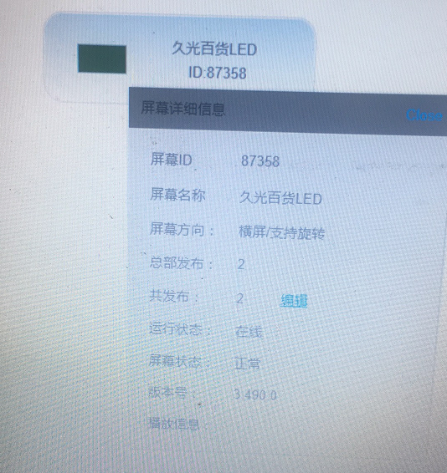 久光百货LED
ID:87358
屏幕详细信息 Close
屏幕ID 87358
屏幕名称 久光百货LED
屏幕方向： 横屏/支持旋转
总部发布： 2
共发布： 2 编辑
运行状态： 在线
屏幕状态： 正常
版本号 3.490.0
播放信息